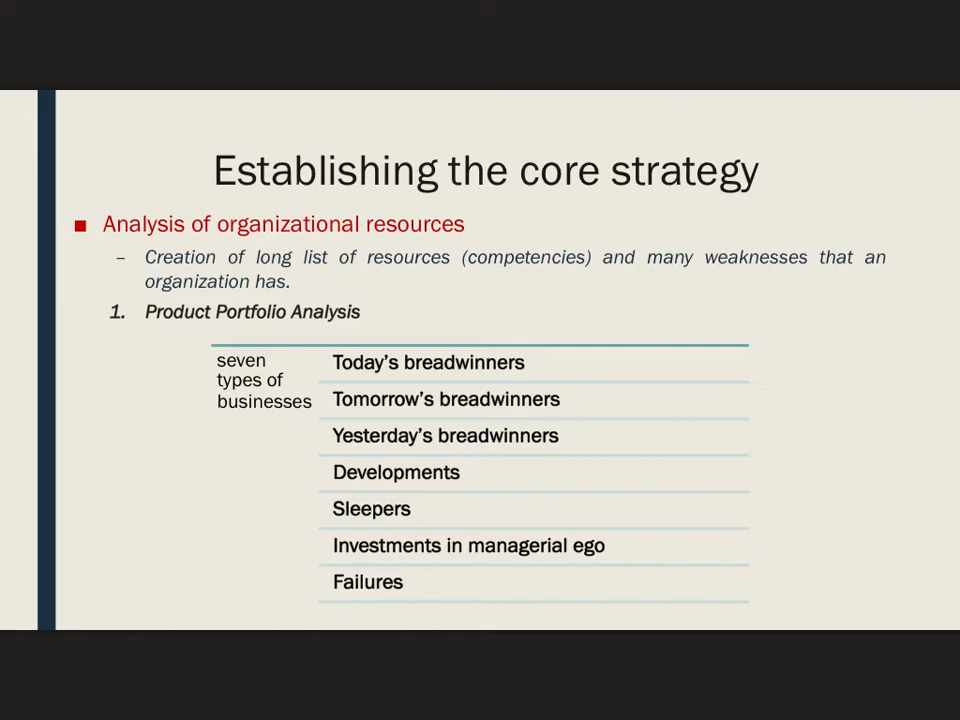 Establishing the core strategy
■ Analysis of organizational resources
– Creation of long list of resources (competencies) and many weaknesses that an
organization has.
1. Product Portfolio Analysis
seven
types of
businesses
Today’s breadwinners
Tomorrow’s breadwinners
Yesterday’s breadwinners
Developments
Sleepers
Investments in managerial ego
Failures